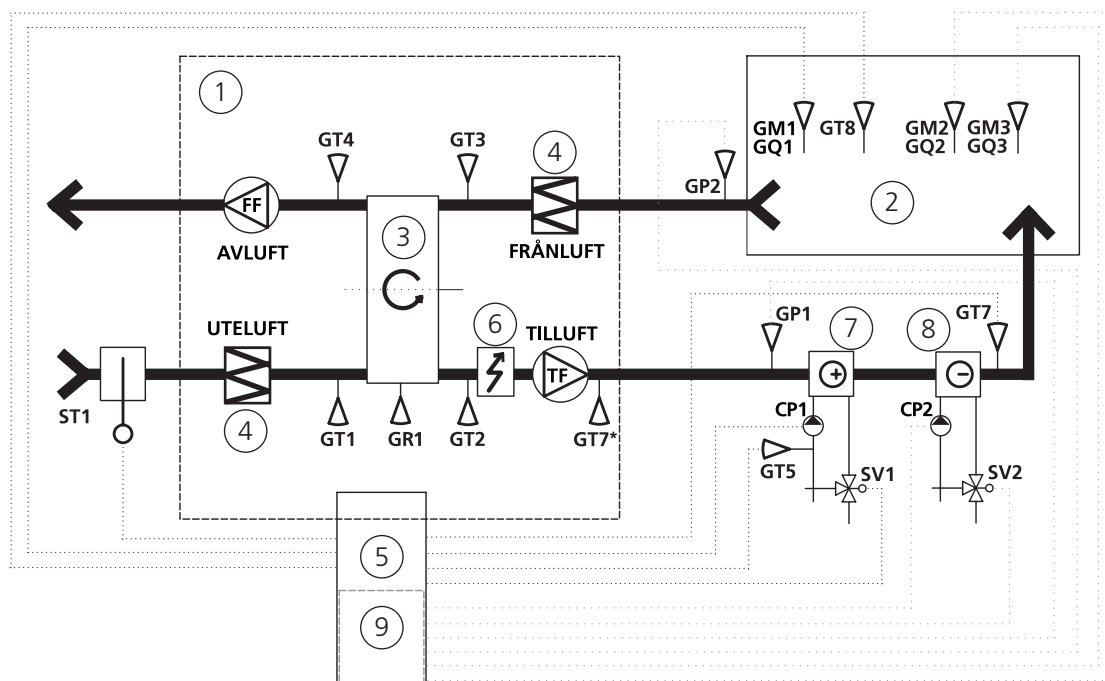 1
GT4
GT3
4
GM1
GQ1
GT8
GM2
GQ2
GM3
GQ3
GP2
2
FF
3
AVLUFT
FRÅNLUFT
UTELUFT
6
TILLUFT
GP1
7
8
GT7
TF
ST1
4
GT1
GR1
GT2
GT7*
CP1
CP2
GT5
SV1
SV2
5
9